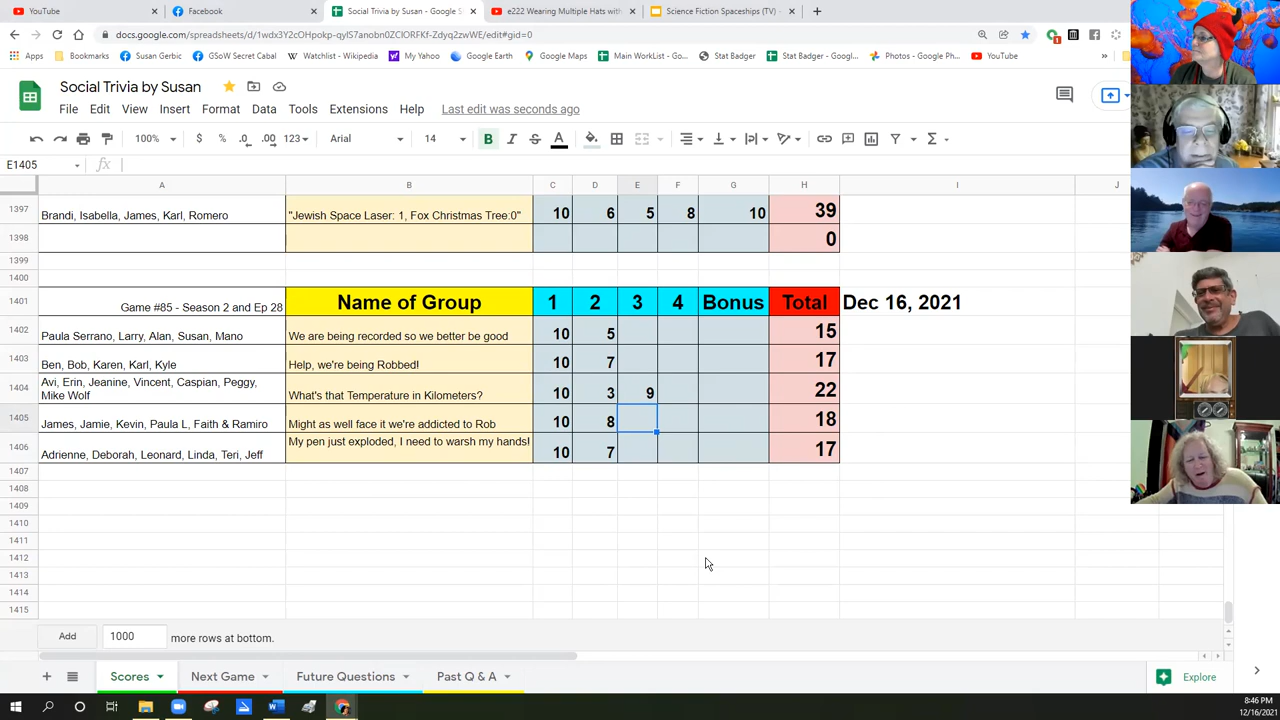 YouTube
Facebook
Social Trivia by Susan - Google S
e222 Wearing Multiple Hats with
Science Fiction Spaceships (TV) -
docs.google.com/spreadsheets/d/1wdx3Y2cOHpokp-qyIS7anobn0ZClORFKf-Zdyq2zwWE/edit#gid=0
Apps Bookmarks Susan Gerbic GSoW Secret Cabal Watchlist - Wikipedia My Yahoo Google Earth Google Maps Main WorkList - Goo... Stat Badger Stat Badger - Googl... Photos - Google Ph... YouTube
Social Trivia by Susan
File Edit View Insert Format Data Tools Extensions Help Last edit was seconds ago
100% $ % .0 .00 123 Arial 14 B I S A
E1405 fx
A B C D E F G H I J
1397 Brandi, Isabella, James, Karl, Romero "Jewish Space Laser: 1, Fox Christmas Tree:0" 10 6 5 8 10 39
1398 0
1399
1400
1401 Game #85 - Season 2 and Ep 28 Name of Group 1 2 3 4 Bonus Total Dec 16, 2021
1402 Paula Serrano, Larry, Alan, Susan, Mano We are being recorded so we better be good 10 5 15
1403 Ben, Bob, Karen, Karl, Kyle Help, we're being Robbed! 10 7 17
1404 Avi, Erin, Jeanine, Vincent, Caspian, Peggy,
Mike Wolf What's that Temperature in Kilometers? 10 3 9 22
1405 James, Jamie, Kevin, Paula L, Faith & Ramiro Might as well face it we're addicted to Rob 10 8 18
1406 Adrienne, Deborah, Leonard, Linda, Teri, Jeff My pen just exploded, I need to warsh my hands! 10 7 17
1407
1408
1409
1410
1411
1412
1413
1414
1415
Add 1000 more rows at bottom.
Scores Next Game Future Questions Past Q & A Explore
8:46 PM
12/16/2021